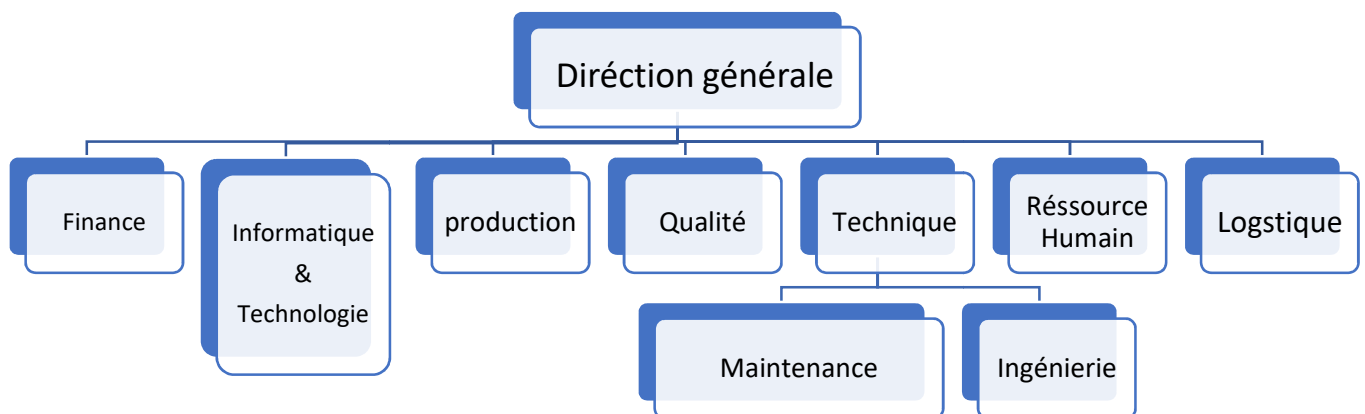 Diréction générale
Finance
Informatique
&
Technologie
production
Qualité
Technique
Réssource
Humain
Logstique
Maintenance
Ingénierie